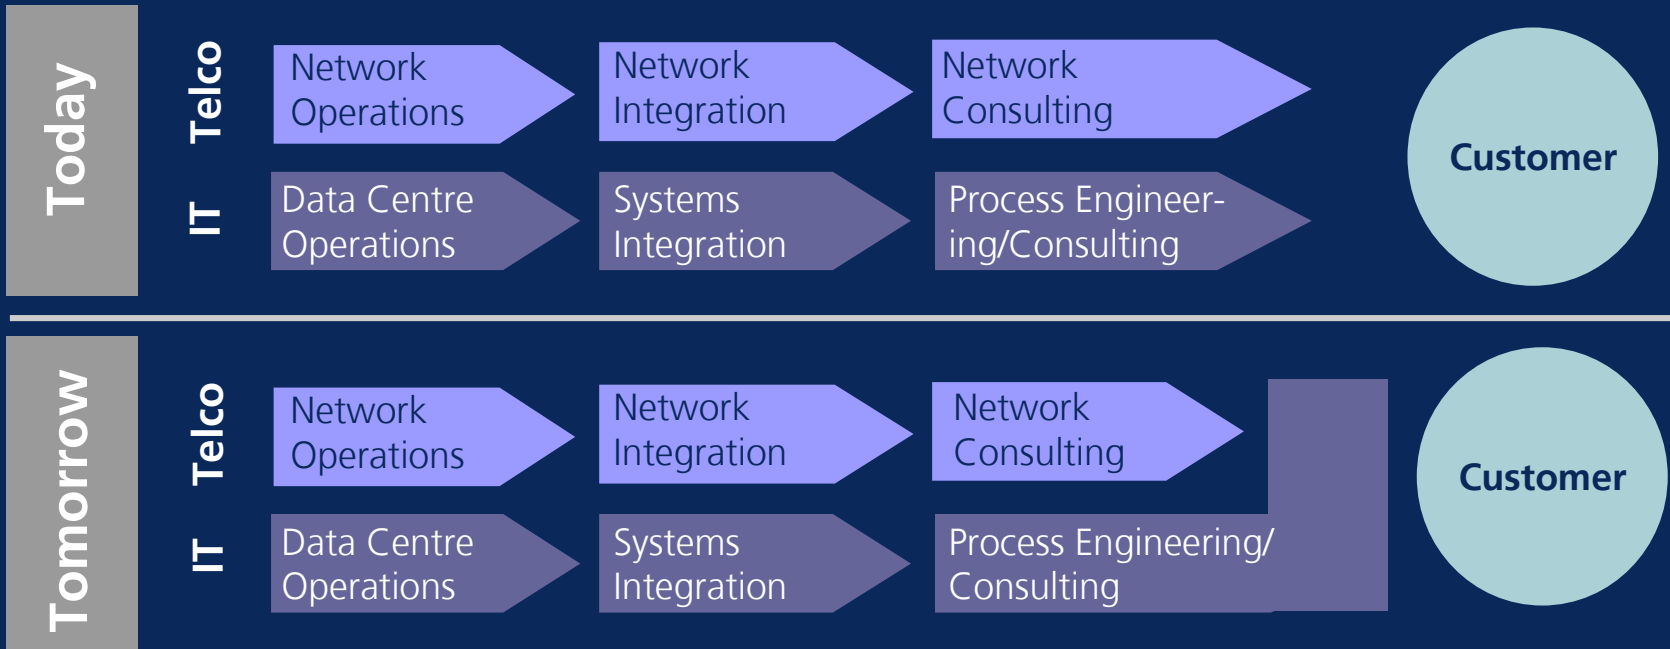 Today
Telco
Network
Operations
Network
Integration
Network
Consulting
IT
Data Centre
Operations
Systems
Integration
Process Engineer-
ing/Consulting
Customer
Tomorrow
Telco
Network
Operations
Network
Integration
Network
Consulting
IT
Data Centre
Operations
Systems
Integration
Process Engineering/
Consulting
Customer